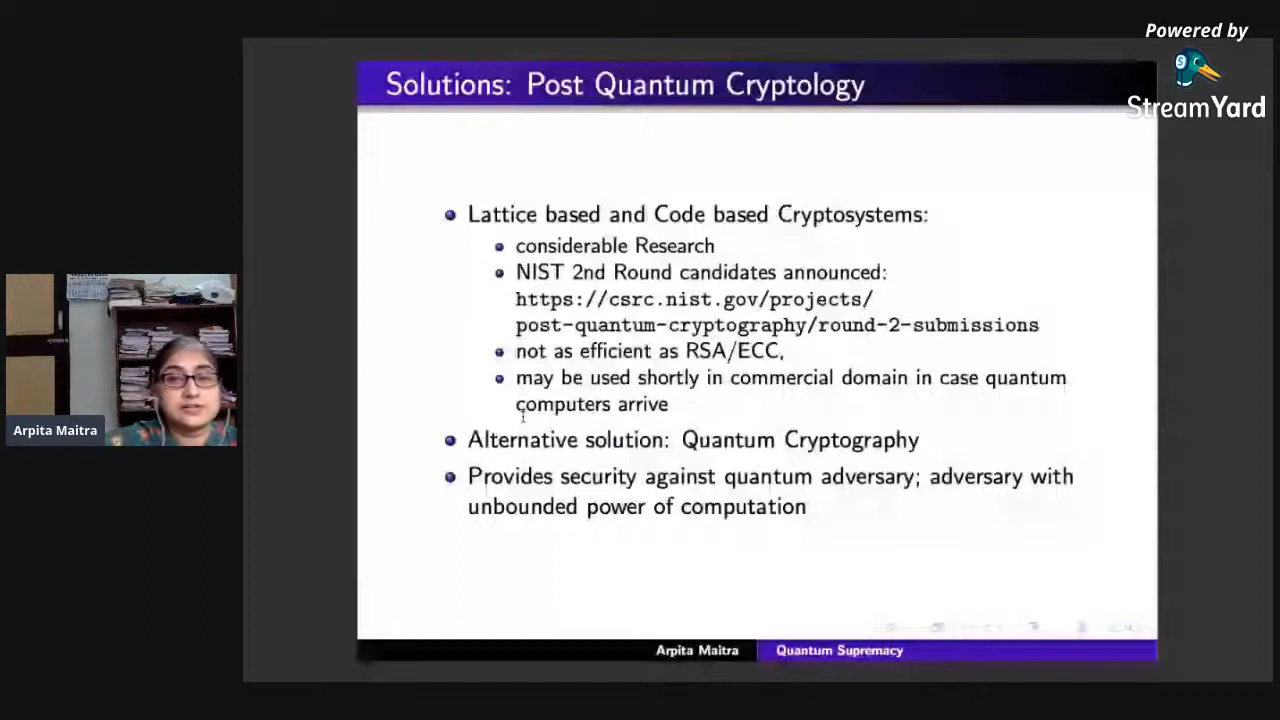 Powered by
StreamYard
Solutions: Post Quantum Cryptology
Lattice based and Code based Cryptosystems:
considerable Research
NIST 2nd Round candidates announced:
https://csrc.nist.gov/projects/
post-quantum-cryptography/round-2-submissions
not as efficient as RSA/ECC,
may be used shortly in commercial domain in case quantum
computers arrive
Alternative solution: Quantum Cryptography
Provides security against quantum adversary; adversary with
unbounded power of computation
Arpita Maitra
Arpita Maitra
Quantum Supremacy